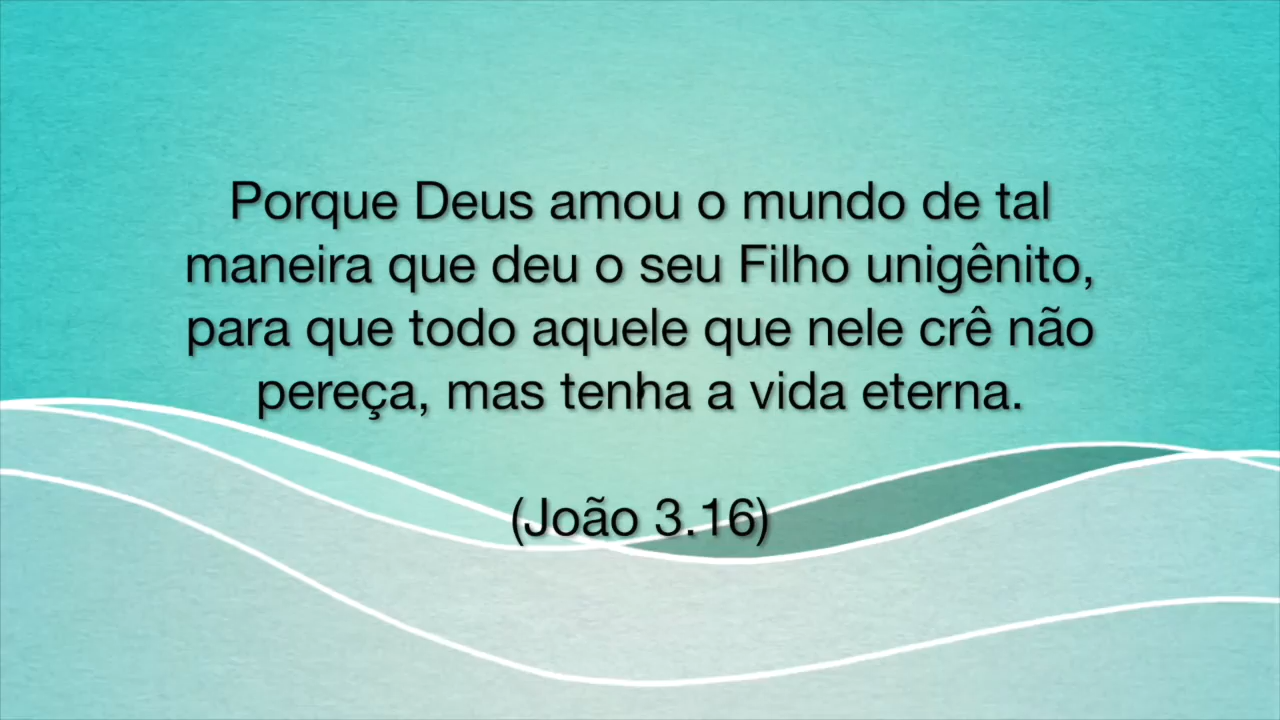 Porque Deus amou o mundo de tal
maneira que deu o seu Filho unigênito,
para que todo aquele que nele crê não
pereça, mas tenha a vida eterna.
(João 3.16)